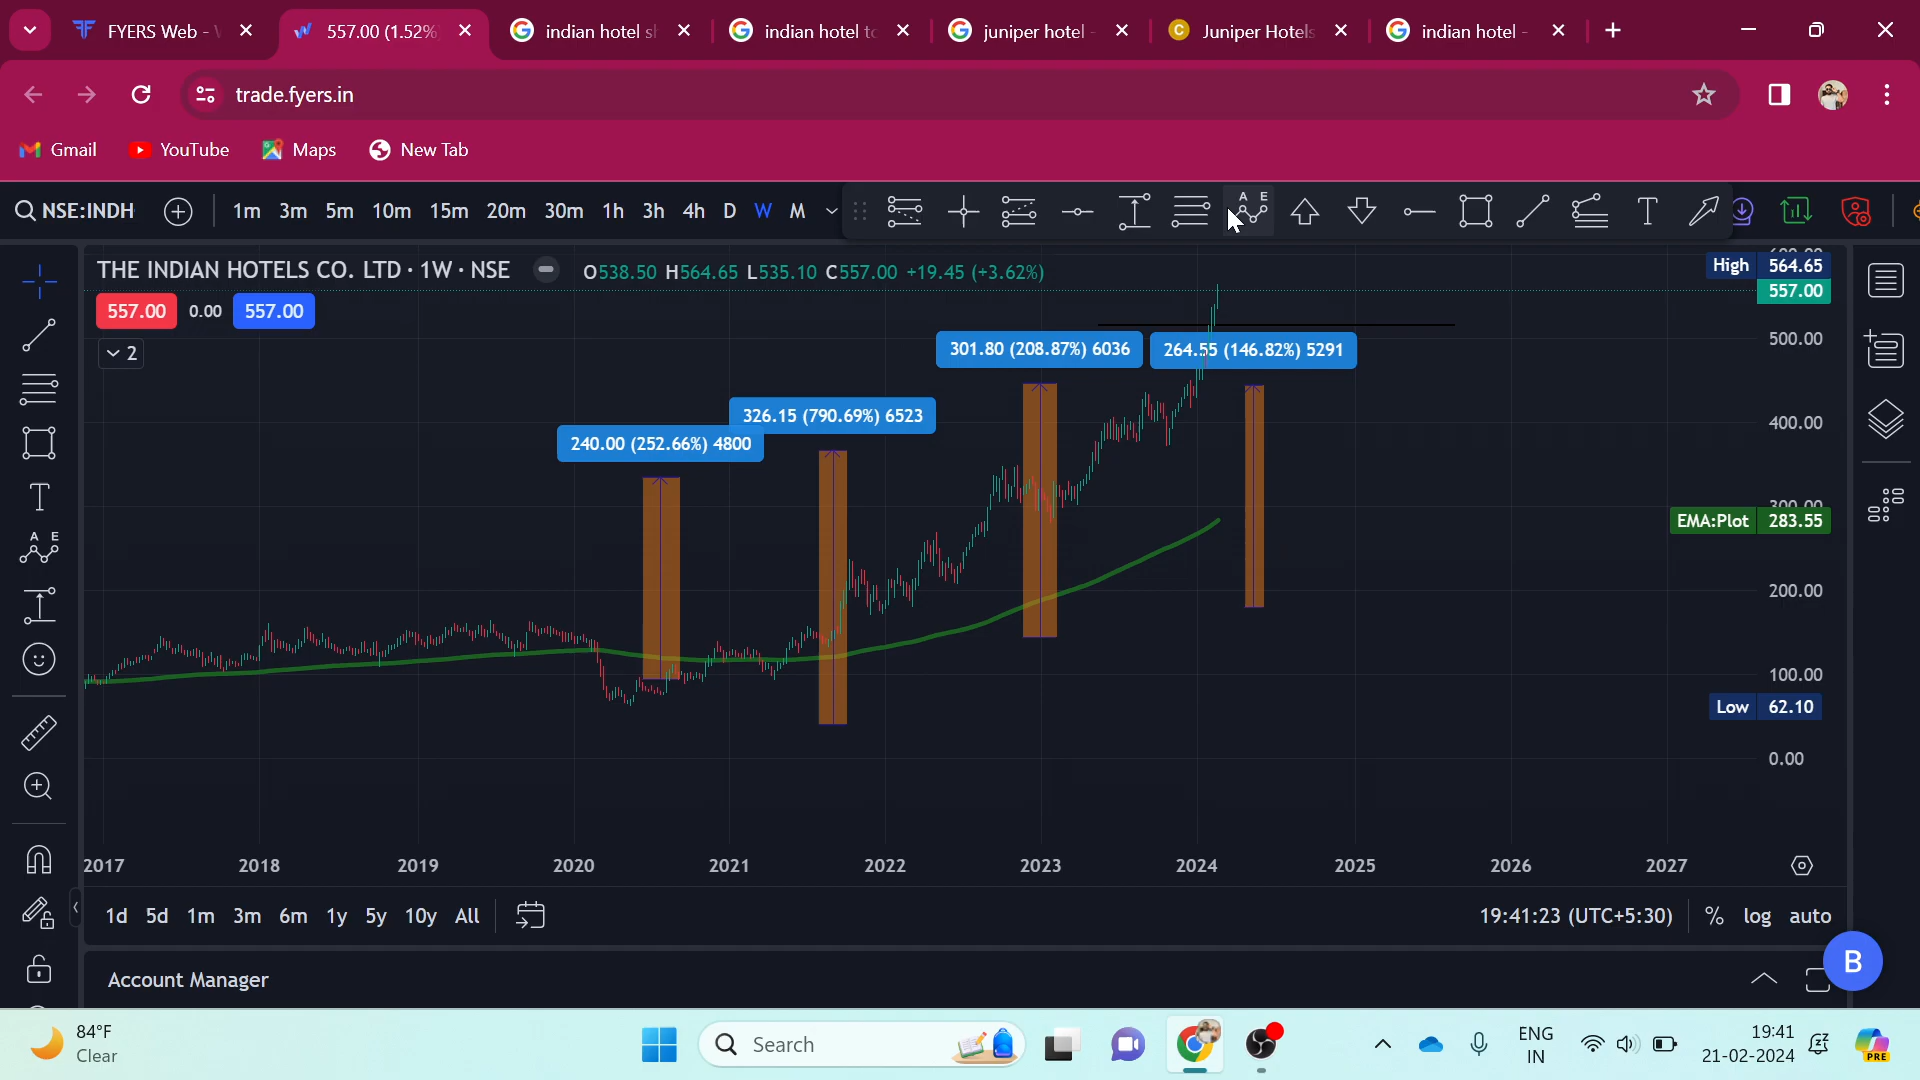 FYERS Web -
557.00 (1.52%
indian hotel s
indian hotel to
juniper hotel -
Juniper Hotels
indian hotel -
trade.fyers.in
Gmail
YouTube
Maps
New Tab
NSE:INDH
1m 3m 5m 10m 15m 20m 30m 1h 3h 4h D W M
A E
THE INDIAN HOTELS CO. LTD · 1W · NSE
O538.50 H564.65 L535.10 C557.00 +19.45 (+3.62%)
557.00 0.00 557.00
2
High 564.65
557.00
500.00
301.80 (208.87%) 6036
264.55 (146.82%) 5291
326.15 (790.69%) 6523
240.00 (252.66%) 4800
400.00
300.00
EMA:Plot 283.55
200.00
100.00
Low 62.10
0.00
T
A E
2017 2018 2019 2020 2021 2022 2023 2024 2025 2026 2027
1d 5d 1m 3m 6m 1y 5y 10y All
19:41:23 (UTC+5:30) % log auto
Account Manager
B
84°F
Clear
Search
ENG
IN
19:41
21-02-2024
PRE